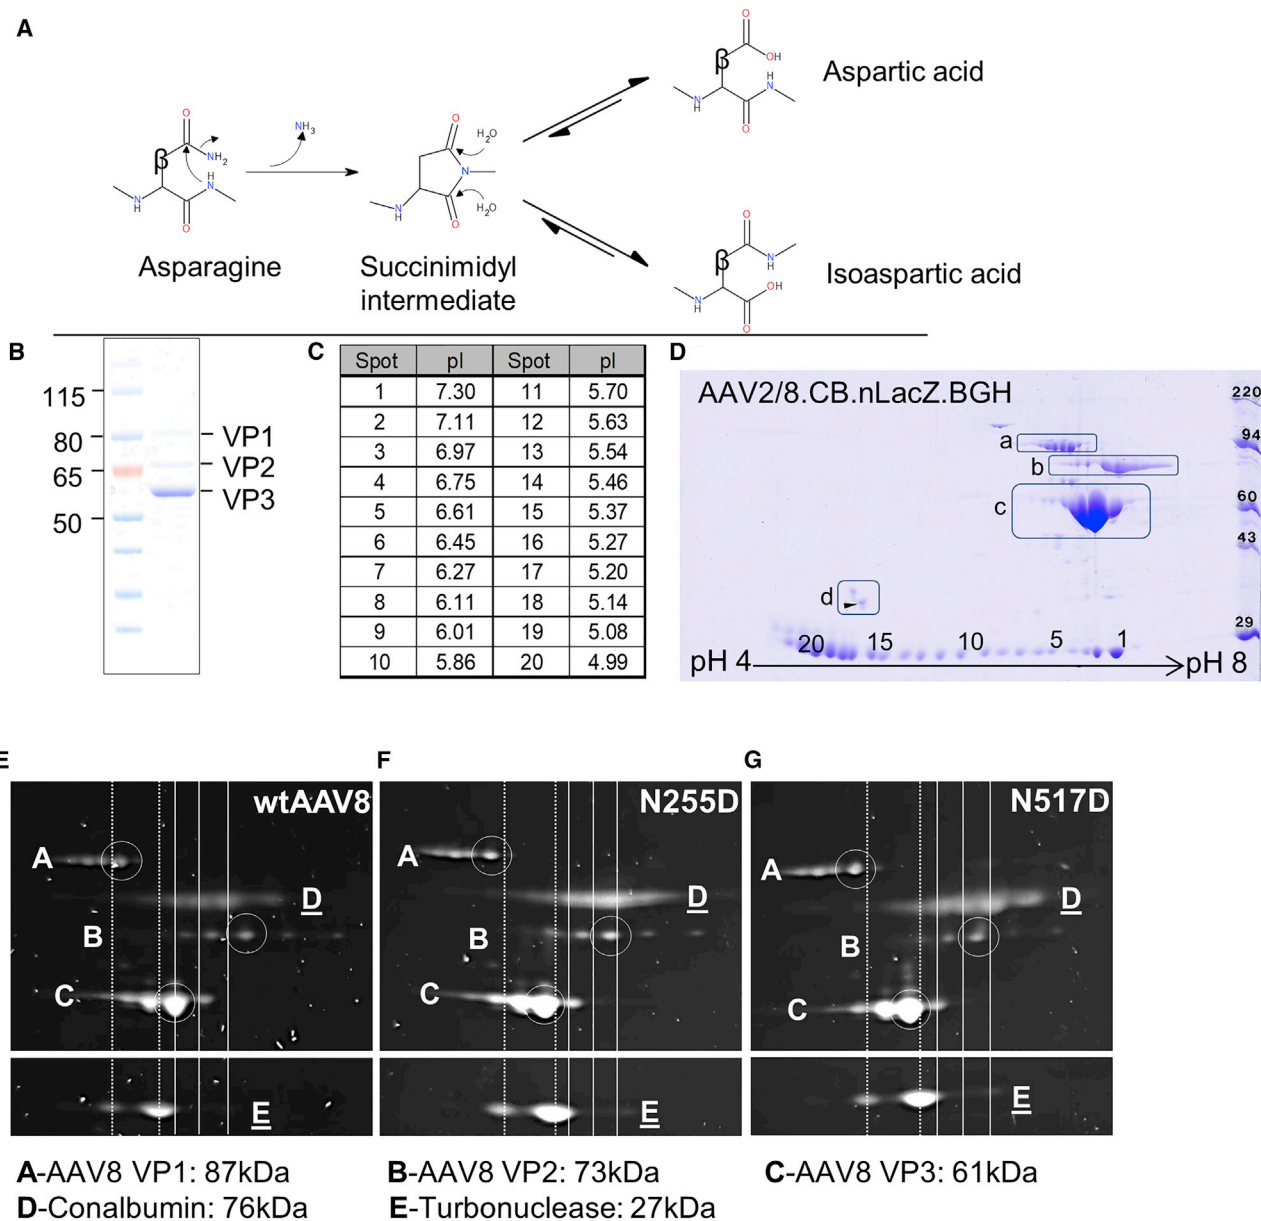 A
O
β
OH
H
N
N
H
O
Aspartic acid
O
NH3
β
NH2
H
N
N
H
O
Asparagine
O
H2O
N
N
H
H2O
O
Succinimidyl
intermediate
O
β
N
H
N
H
OH
O
Isoaspartic acid
B
115
80
65
50
VP1
VP2
VP3
C
Spot pI Spot pI
1 7.30 11 5.70
2 7.11 12 5.63
3 6.97 13 5.54
4 6.75 14 5.46
5 6.61 15 5.37
6 6.45 16 5.27
7 6.27 17 5.20
8 6.11 18 5.14
9 6.01 19 5.08
10 5.86 20 4.99
D
AAV2/8.CB.nLacZ.BGH
220
94
60
43
29
a
b
c
d
20 15 10 5 1
pH 4 pH 8
E
wtAAV8
A
D
B
C
E
F
N255D
A
D
B
C
E
G
N517D
A
D
B
C
E
A-AAV8 VP1: 87kDa B-AAV8 VP2: 73kDa C-AAV8 VP3: 61kDa
D-Conalbumin: 76kDa E-Turbonuclease: 27kDa